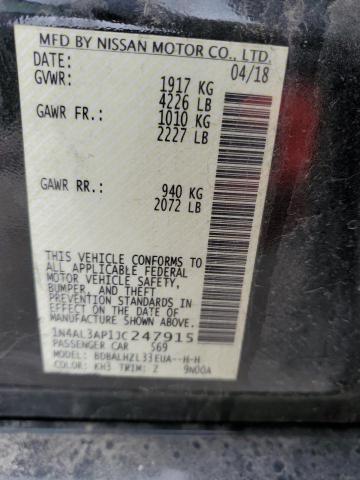 MFD BY NISSAN MOTOR CO., LTD.
DATE: 04/18
GVWR: 1917 KG
4226 LB
GAWR FR: 1010 KG
2227 LB
GAWR RR: 940 KG
2072 LB
THIS VEHICLE CONFORMS TO
ALL APPLICABLE FEDERAL
MOTOR VEHICLE SAFETY,
BUMPER, AND THEFT
PREVENTION STANDARDS IN
EFFECT ON THE DATE OF
MANUFACTURE SHOWN ABOVE.
1N4AL3AP1JC247915
PASSENGER CAR S69
MODEL: BDBALHZL33EUA--H-H
COLOR: KH3 TRIM: Z 9N00A